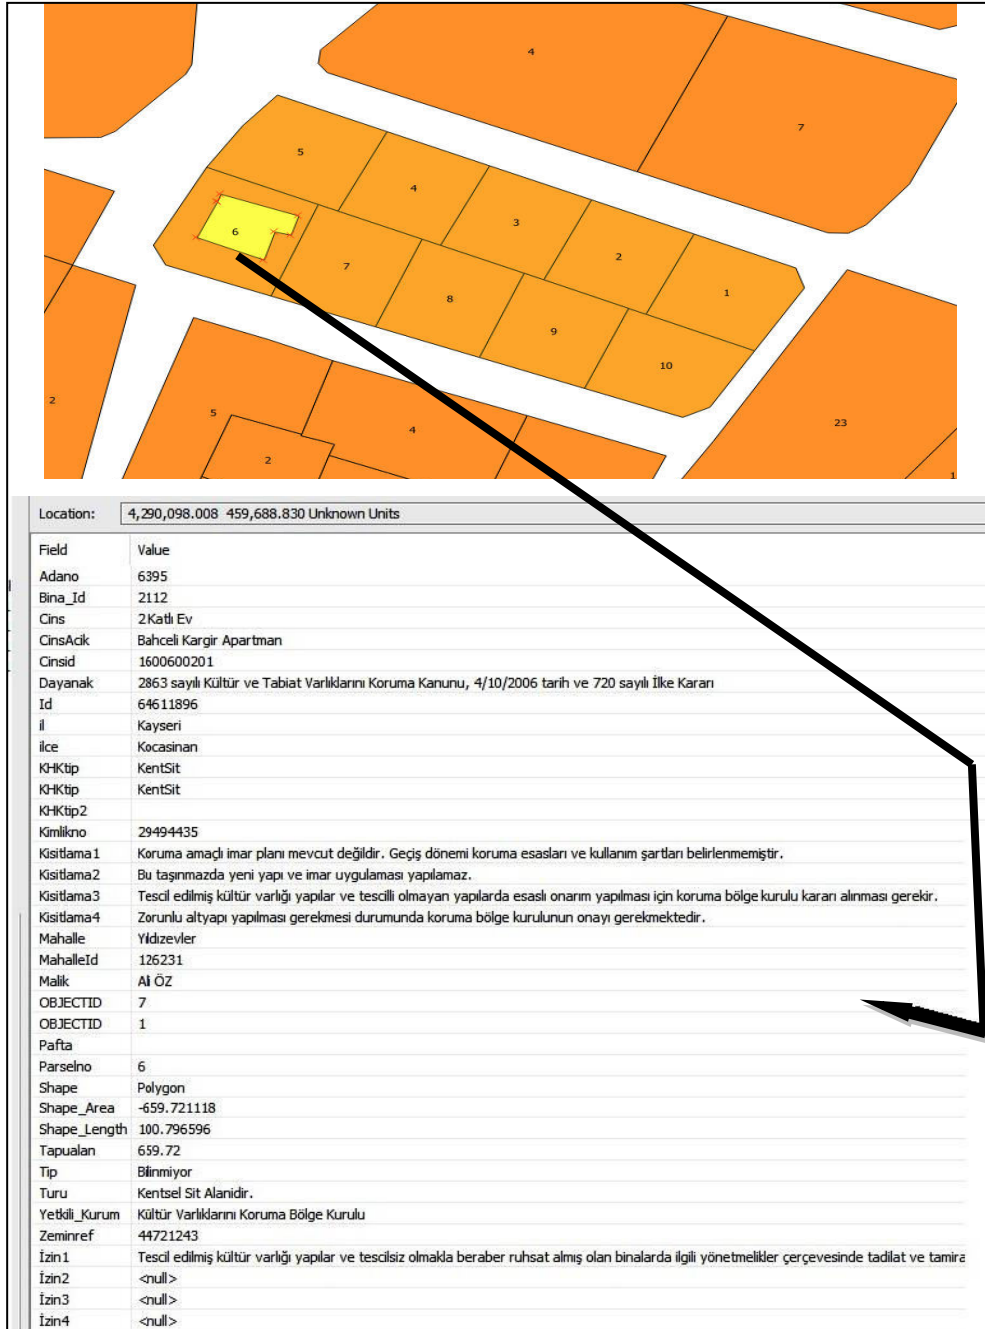 4
7
5
4
3
2
1
6
7
8
9
10
2
5
4
2
23
1
Location: 4,290,098.008 459,688.830 Unknown Units
Field Value
Adano 6395
Bina_Id 2112
Cins 2 Katlı Ev
CinsAcik Bahceli Kargir Apartman
Cinsid 1600600201
Dayanak 2863 sayılı Kültür ve Tabiat Varlıklarını Koruma Kanunu, 4/10/2006 tarih ve 720 sayılı İlke Kararı
Id 64611896
il Kayseri
ilce Kocasinan
KHKtip KentSit
KHKtip KentSit
KHKtip2
Kimlikno 29494435
Kisitlama1 Koruma amaçlı imar planı mevcut değildir. Geçiş dönemi koruma esasları ve kullanım şartları belirlenmemiştir.
Kisitlama2 Bu taşınmazda yeni yapı ve imar uygulaması yapılamaz.
Kisitlama3 Tescil edilmiş kültür varlığı yapılar ve tescilli olmayan yapılarda esaslı onarım yapılması için koruma bölge kurulu kararı alınması gerekir.
Kisitlama4 Zorunlu altyapı yapılması gerekmesi durumunda koruma bölge kurulunun onayı gerekmektedir.
Mahalle Yıldızevler
MahalleId 126231
Malik Ali ÖZ
OBJECTID 7
OBJECTID 1
Pafta
Parselno 6
Shape Polygon
Shape_Area -659.721118
Shape_Length 100.796596
Tapualan 659.72
Tip Bilinmiyor
Turu Kentsel Sit Alanidir.
Yetkili_Kurum Kültür Varlıklarını Koruma Bölge Kurulu
Zeminref 44721243
İzin1 Tescil edilmiş kültür varlığı yapılar ve tescilsiz olmakla beraber ruhsat almış olan binalarda ilgili yönetmelikler çerçevesinde tadilat ve tamira
İzin2 <null>
İzin3 <null>
İzin4 <null>